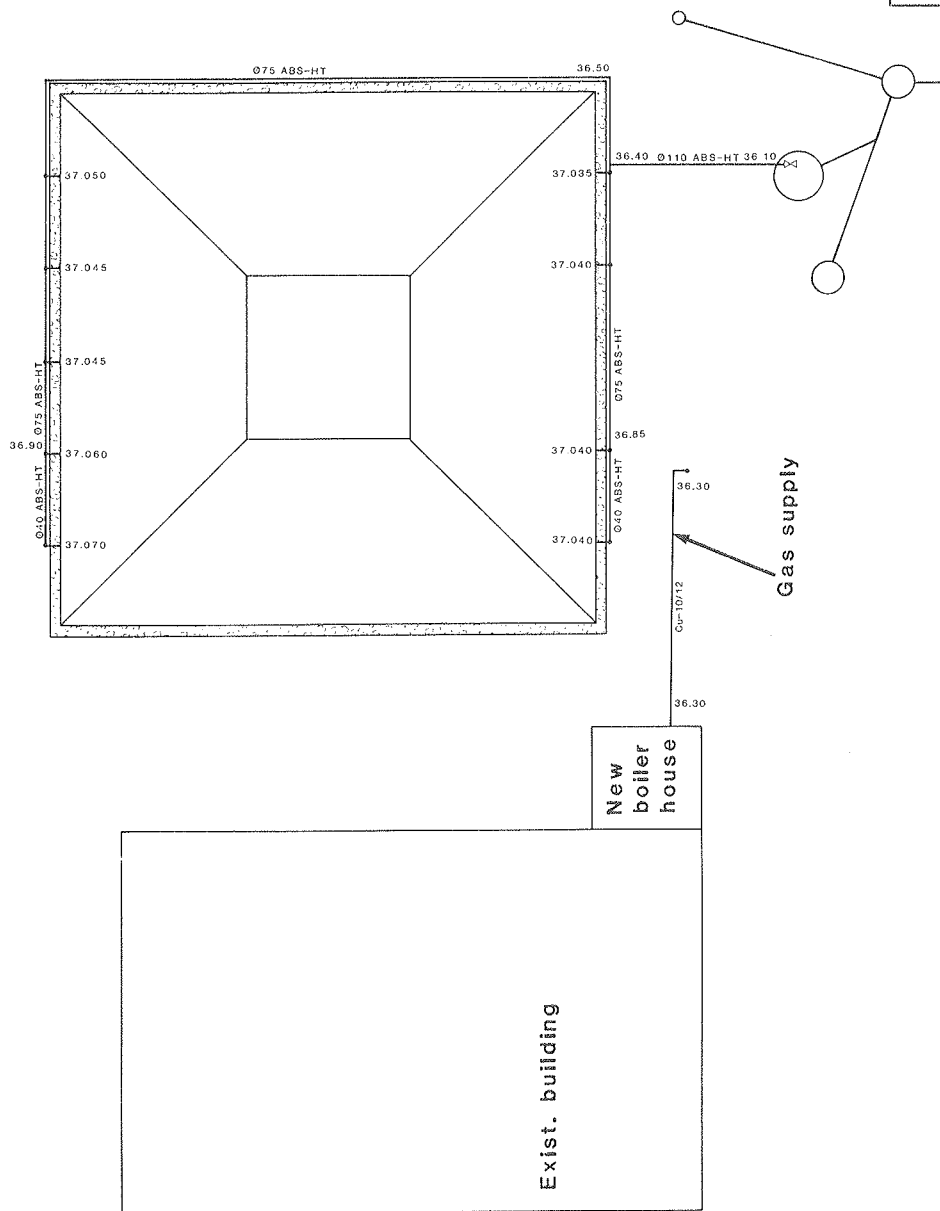 Ø75 ABS-HT
36.50
37.050
37.045
37.045
37.060
37.070
36.90
Ø75 ABS-HT
Ø40 ABS-HT
37.035
37.040
37.040
37.040
36.85
Ø75 ABS-HT
Ø40 ABS-HT
36.40 Ø110 ABS-HT 36 10
36.30
Cu-10/12
36.30
Gas supply
New
boiler
house
Exist. building